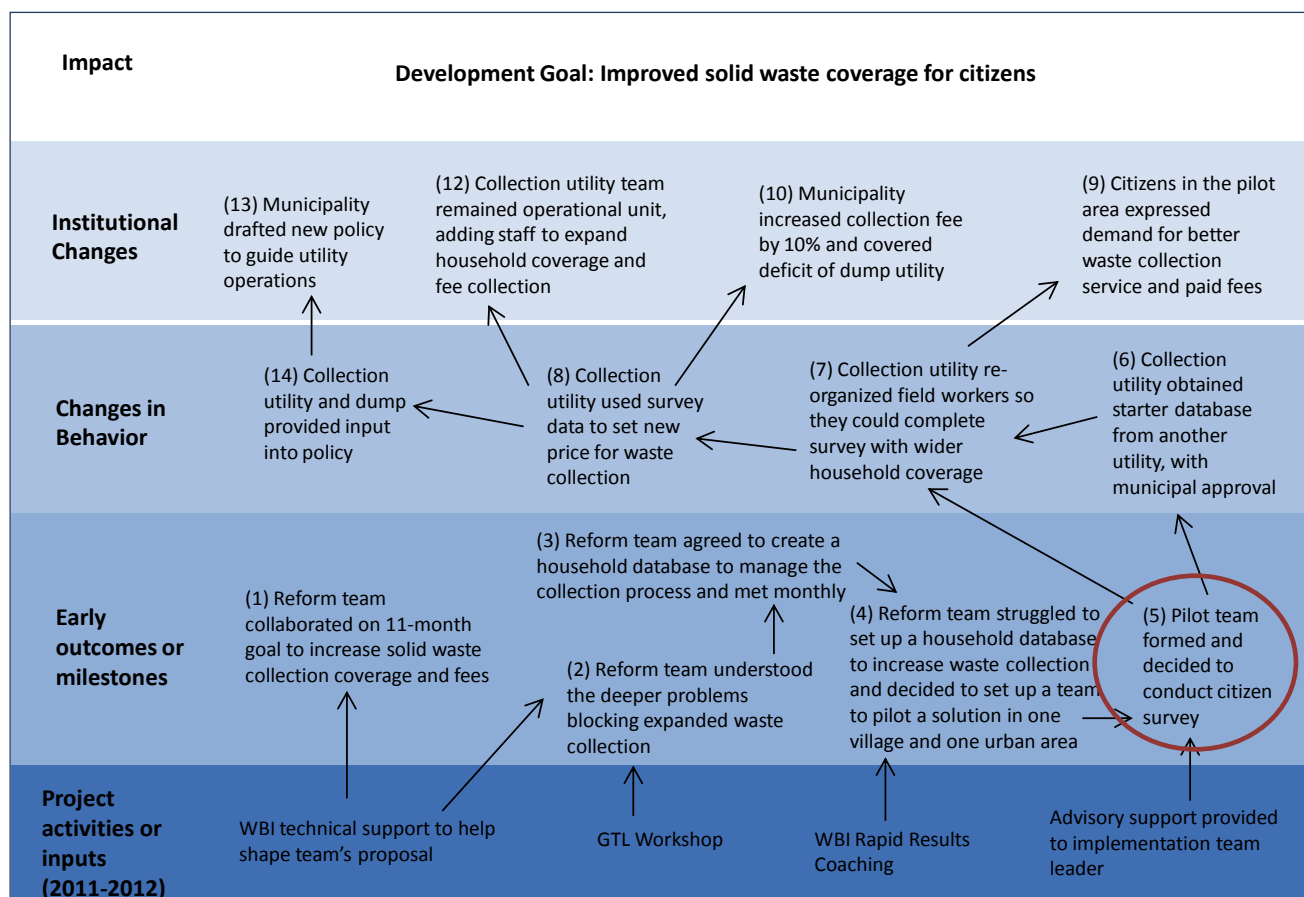 Impact
Development Goal: Improved solid waste coverage for citizens
Institutional
Changes
(13) Municipality
drafted new policy
to guide utility
operations
(12) Collection utility team
remained operational unit,
adding staff to expand
household coverage and
fee collection
(10) Municipality
increased collection fee
by 10% and covered
deficit of dump utility
(9) Citizens in the pilot
area expressed
demand for better
waste collection
service and paid fees
Changes in
Behavior
(14) Collection
utility and dump
provided input
into policy
(8) Collection
utility used survey
data to set new
price for waste
collection
(7) Collection utility re-
organized field workers so
they could complete
survey with wider
household coverage
(6) Collection
utility obtained
starter database
from another
utility, with
municipal approval
Early
outcomes or
milestones
(1) Reform team
collaborated on 11-month
goal to increase solid waste
collection coverage and fees
(2) Reform team understood
the deeper problems
blocking expanded waste
collection
(3) Reform team agreed to create a
household database to manage the
collection process and met monthly
(4) Reform team struggled to
set up a household database
to increase waste collection
and decided to set up a team
to pilot a solution in one
village and one urban area
(5) Pilot team
formed and
decided to
conduct citizen
survey
Project
activities or
inputs
(2011-2012)
WBI technical support to help
shape team's proposal
GTL Workshop
WBI Rapid Results
Coaching
Advisory support provided
to implementation team
leader